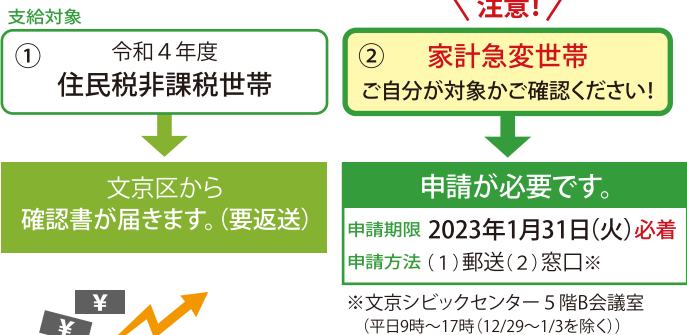 支給対象
① 令和４年度
住民税非課税世帯
文京区から
確認書が届きます。（要返送）
¥
¥
注意！
② 家計急変世帯
ご自分が対象かご確認ください！
申請が必要です。
申請期限 2023年1月31日（火）必着
申請方法（１）郵送（２）窓口※
※文京シビックセンター５階B会議室
（平日9時〜17時（12/29〜1/3を除く））